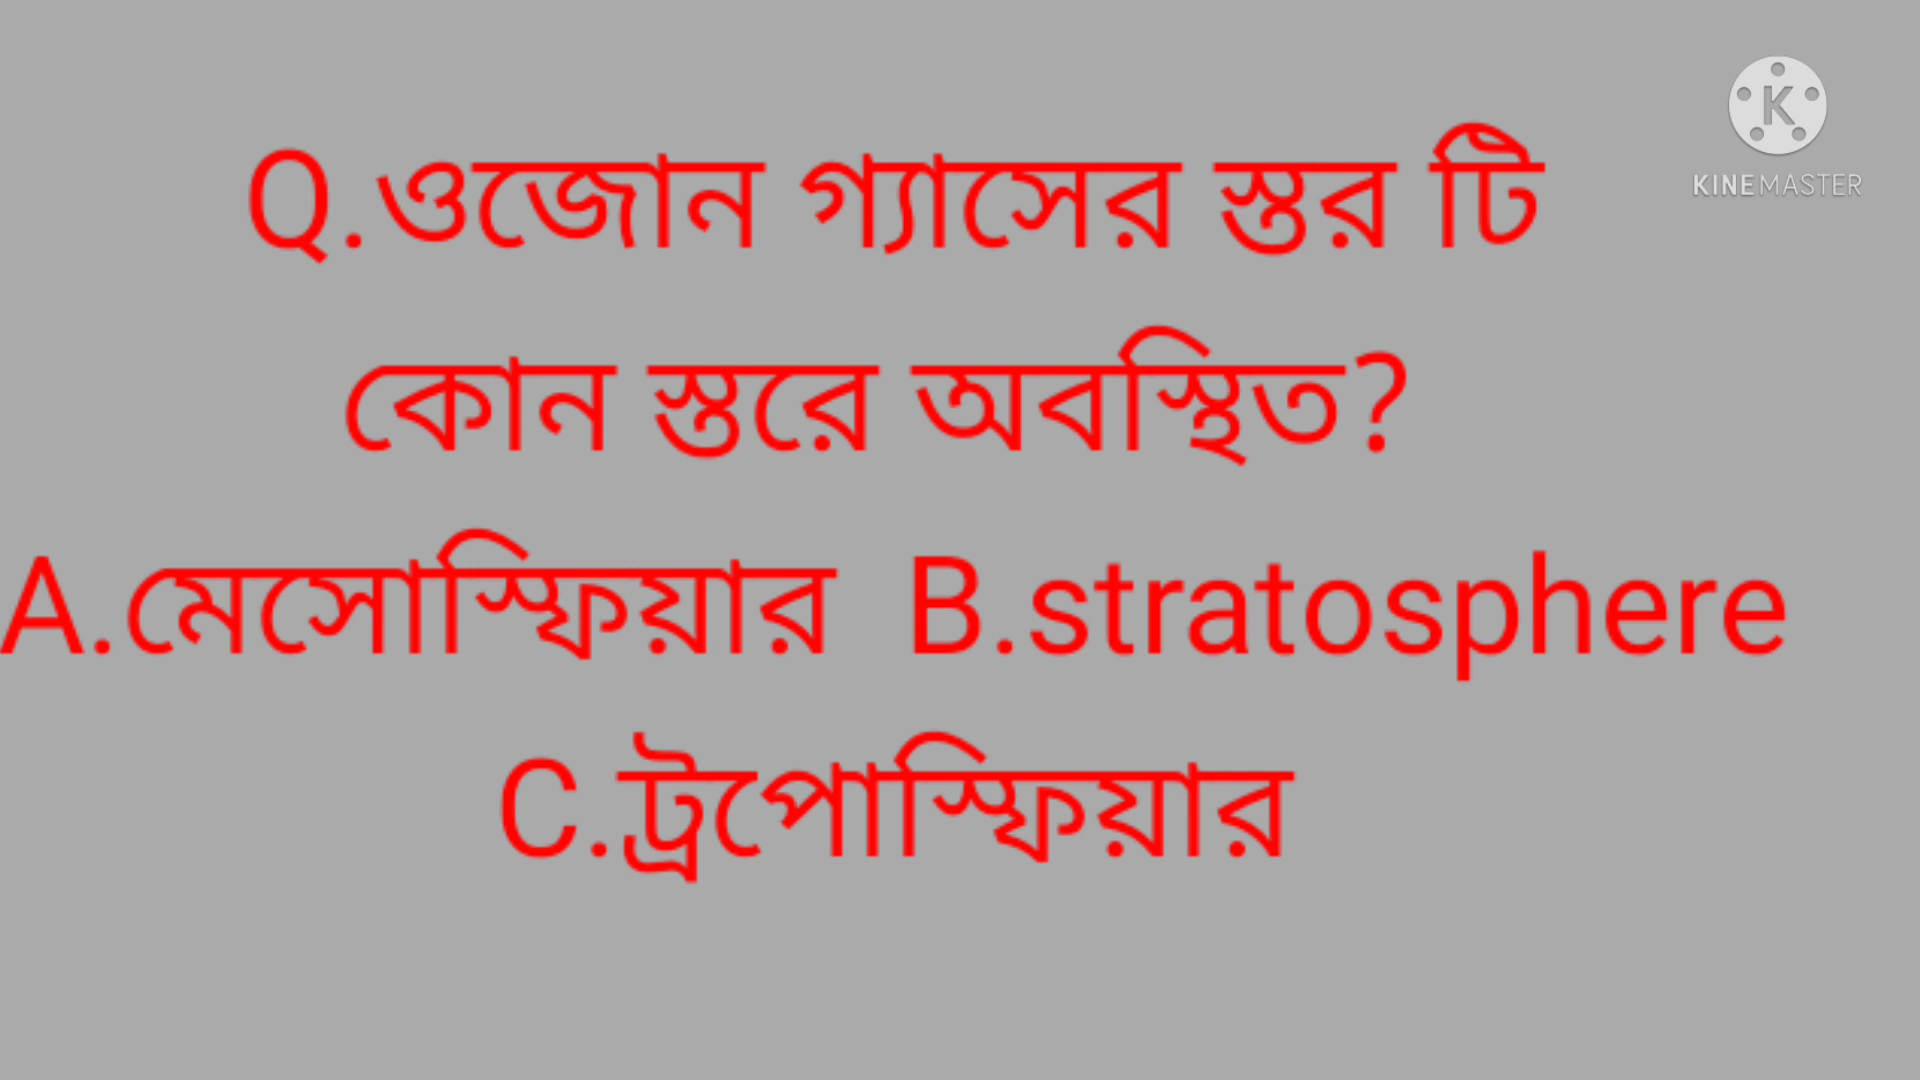 Q.ওজোন গ্যাসের স্তর টি
কোন স্তরে অবস্থিত?
A.মেসোস্ফিয়ার B.stratosphere
C.ট্রপোস্ফিয়ার
K
KINEMASTER